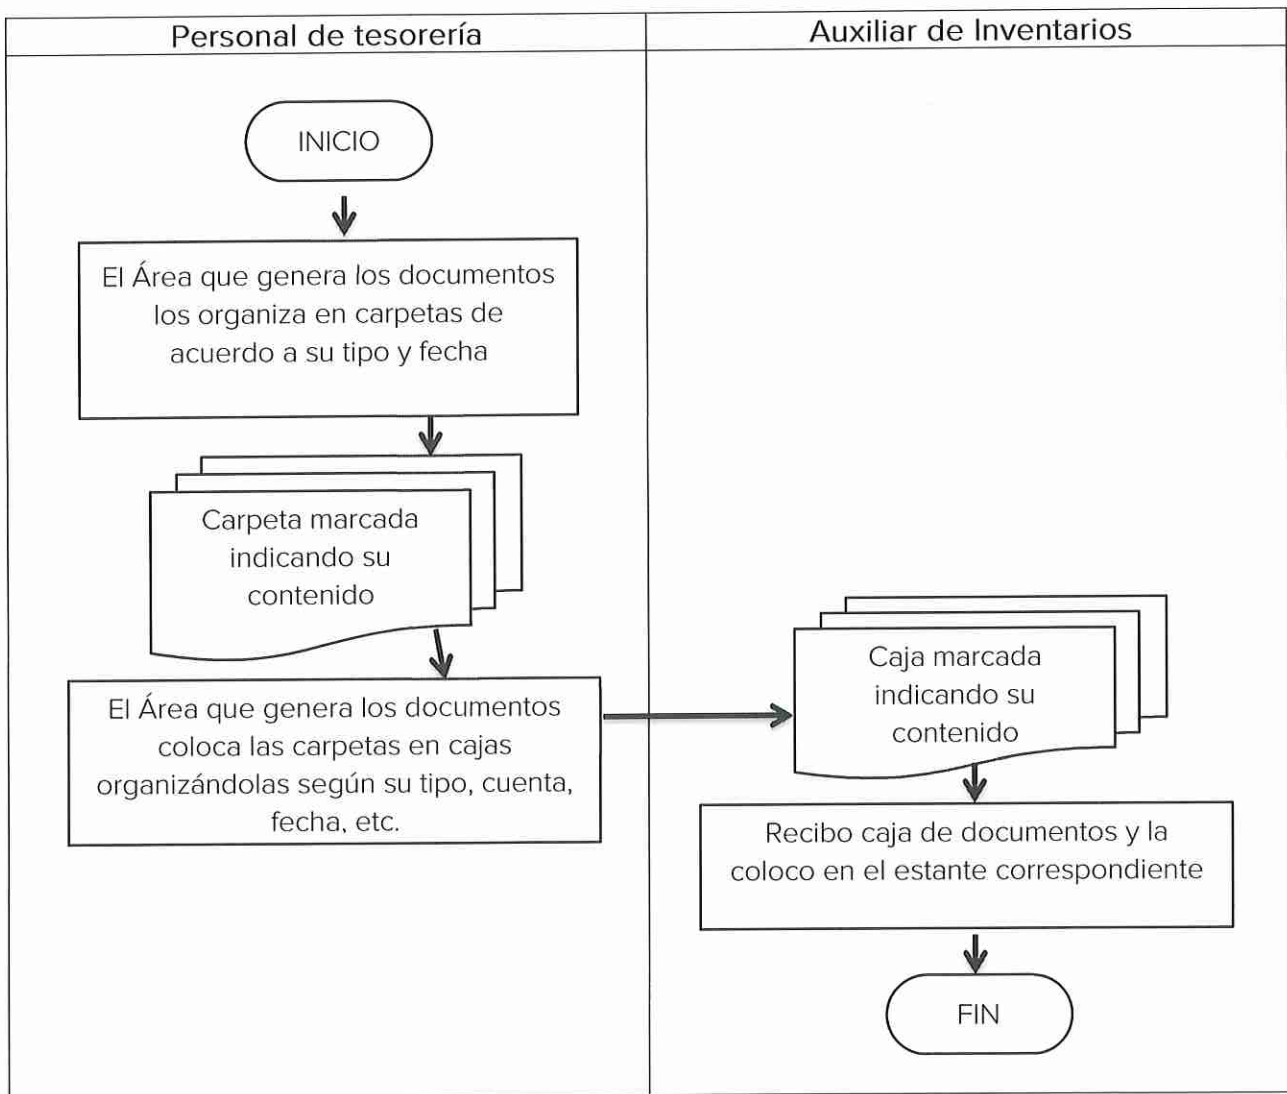 Personal de tesorería
Auxiliar de Inventarios
INICIO
El Área que genera los documentos
los organiza en carpetas de
acuerdo a su tipo y fecha
Carpeta marcada
indicando su
contenido
El Área que genera los documentos
coloca las carpetas en cajas
organizándolas según su tipo, cuenta,
fecha, etc.
Caja marcada
indicando su
contenido
Recibo caja de documentos y la
coloco en el estante correspondiente
FIN